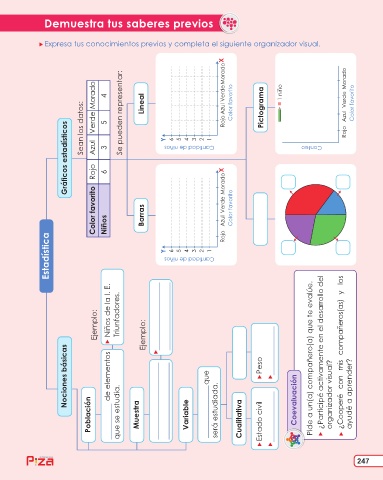 Demuestra tus saberes previos
Expresa tus conocimientos previos y completa el siguiente organizador visual.
Estadística
Nociones básicas
Población
de elementos
que se estudia.
Ejemplo:
Niños de la I. E.
Triunfadores.
Muestra
Ejemplo:
Variable
que
será estudiada.
Cualitativa
Estado civil
Peso
Gráficos estadísticos
Sean los datos:
Color favorito Rojo Azul Verde Morado
Niños 6 3 5 4
Se pueden representar:
Barras
Y
Cantidad de niños
6
5
4
3
2
1
Rojo Azul Verde Morado X
Color favorito
Lineal
Y
Cantidad de niños
6
5
4
3
2
1
Rojo Azul Verde Morado X
Color favorito
Pictograma
= 1 niño
Conteo
Rojo Azul Verde Morado
Color favorito
Coevaluación
Pide a un(a) compañero(a) que te evalúe.
¿Participé activamente en el desarrollo del
organizador visual?
¿Cooperé con mis compañeros(as) y los
ayudé a aprender?
247